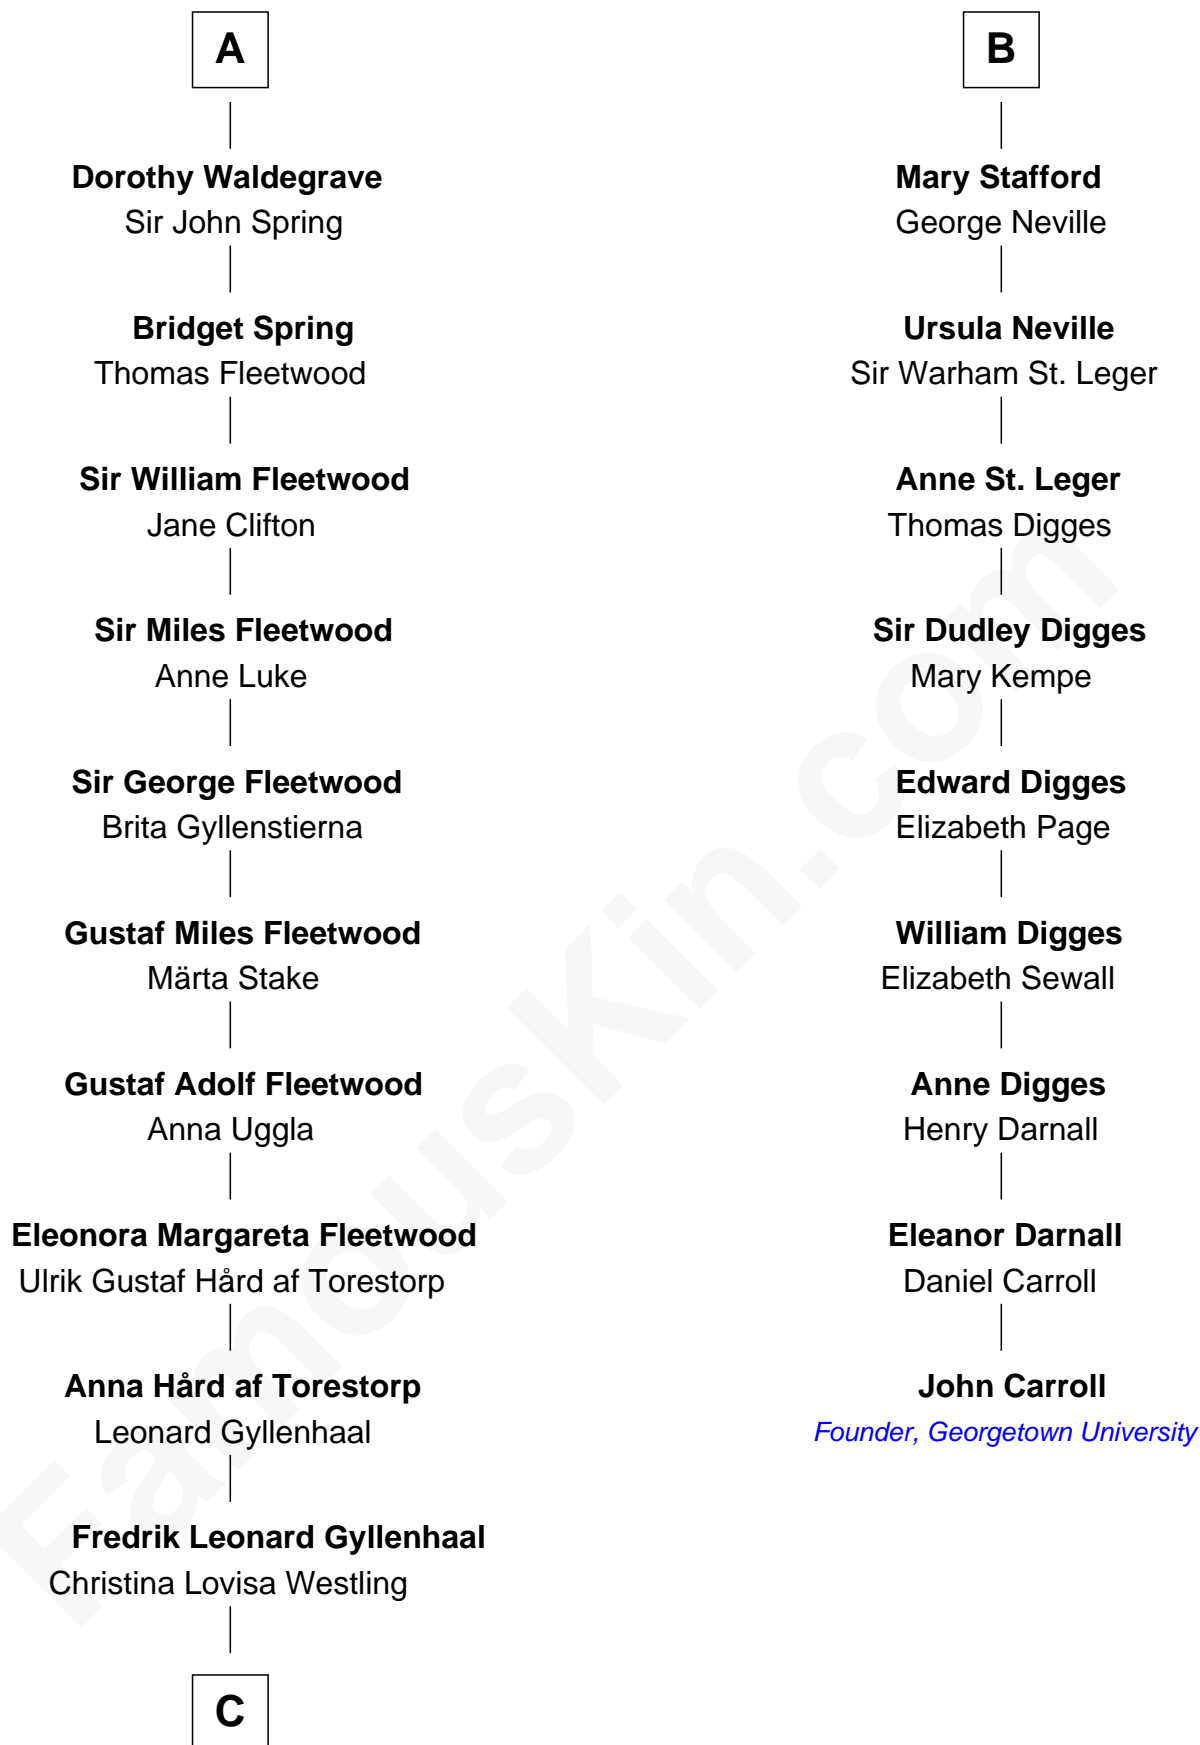 A
Dorothy Waldegrave
Sir John Spring
Bridget Spring
Thomas Fleetwood
Sir William Fleetwood
Jane Clifton
Sir Miles Fleetwood
Anne Luke
Sir George Fleetwood
Brita Gyllenstierna
Gustaf Miles Fleetwood
Märta Stake
Gustaf Adolf Fleetwood
Anna Uggla
Eleonora Margareta Fleetwood
Ulrik Gustaf Hård af Torestorp
Anna Hård af Torestorp
Leonard Gyllenhaal
Fredrik Leonard Gyllenhaal
Christina Lovisa Westling
C
B
Mary Stafford
George Neville
Ursula Neville
Sir Warham St. Leger
Anne St. Leger
Thomas Digges
Sir Dudley Digges
Mary Kempe
Edward Digges
Elizabeth Page
William Digges
Elizabeth Sewall
Anne Digges
Henry Darnall
Eleanor Darnall
Daniel Carroll
John Carroll
Founder, Georgetown University
FamousKin.com